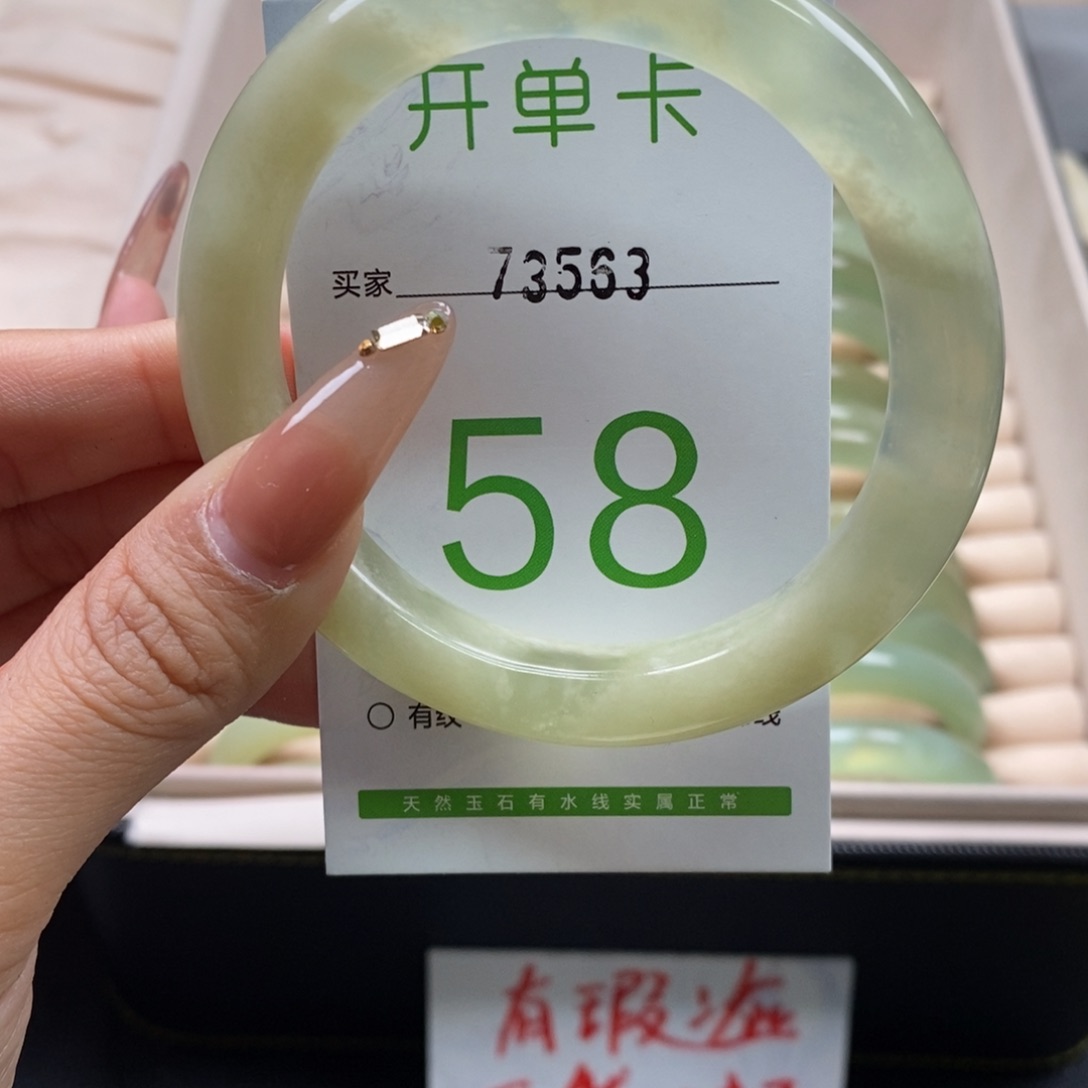 开单卡
买家 73563
58
有纹 线
天然玉石有水线实属正常
有瑕疵